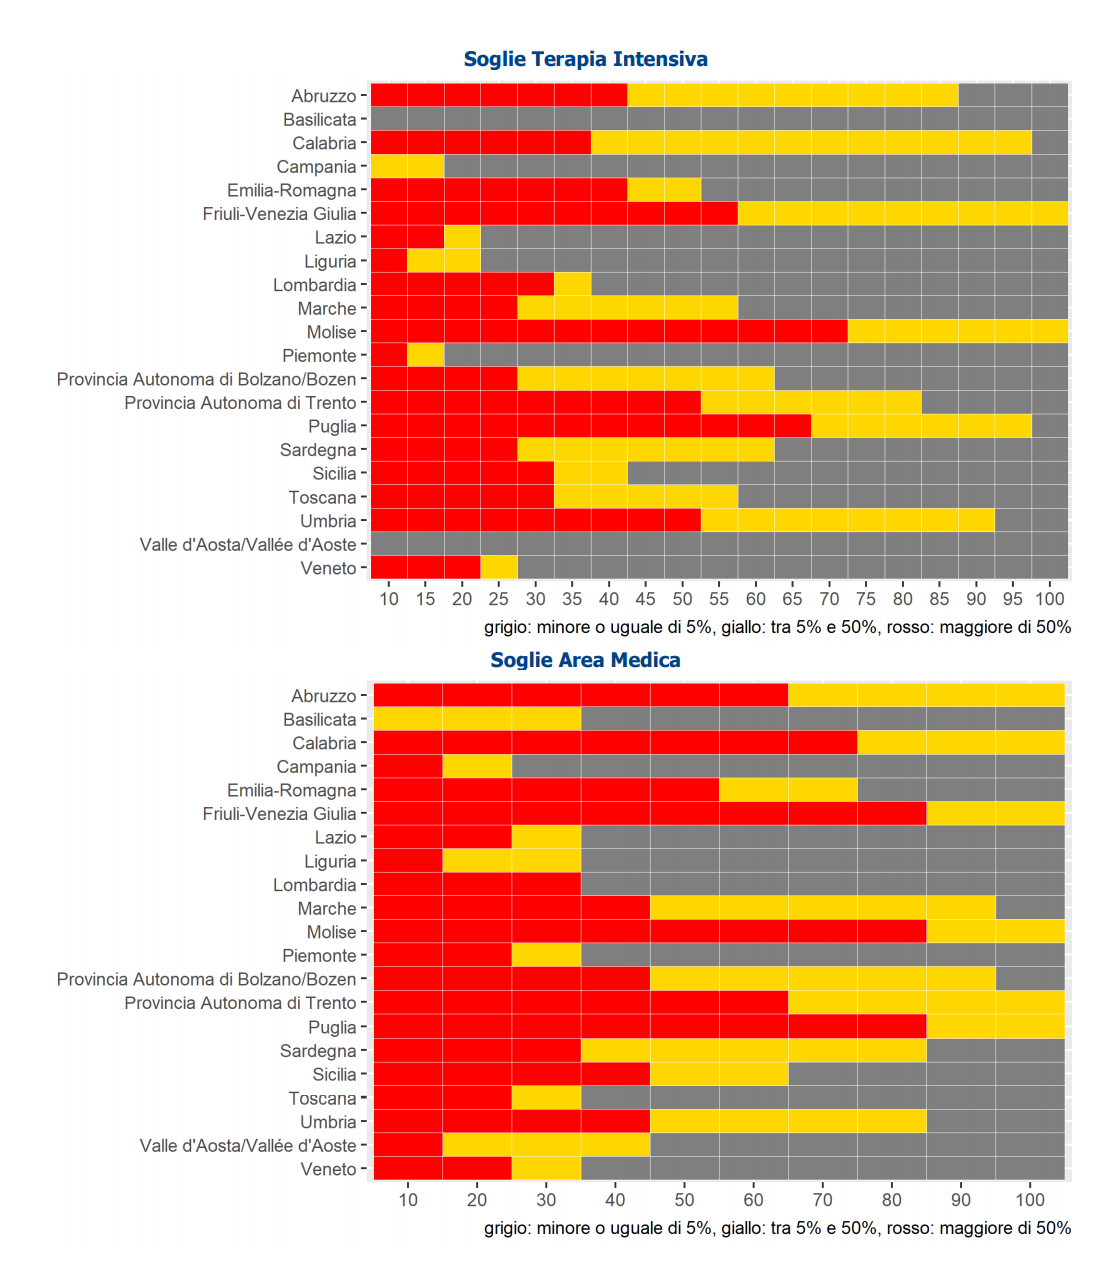 Soglie Terapia Intensiva
Abruzzo
Basilicata
Calabria
Campania
Emilia-Romagna
Friuli-Venezia Giulia
Lazio
Liguria
Lombardia
Marche
Molise
Piemonte
Provincia Autonoma di Bolzano/Bozen
Provincia Autonoma di Trento
Puglia
Sardegna
Sicilia
Toscana
Umbria
Valle d'Aosta/Vallée d'Aoste
Veneto
10 15 20 25 30 35 40 45 50 55 60 65 70 75 80 85 90 95 100
grigio: minore o uguale di 5%, giallo: tra 5% e 50%, rosso: maggiore di 50%
Soglie Area Medica
Abruzzo
Basilicata
Calabria
Campania
Emilia-Romagna
Friuli-Venezia Giulia
Lazio
Liguria
Lombardia
Marche
Molise
Piemonte
Provincia Autonoma di Bolzano/Bozen
Provincia Autonoma di Trento
Puglia
Sardegna
Sicilia
Toscana
Umbria
Valle d'Aosta/Vallée d'Aoste
Veneto
10 20 30 40 50 60 70 80 90 100
grigio: minore o uguale di 5%, giallo: tra 5% e 50%, rosso: maggiore di 50%